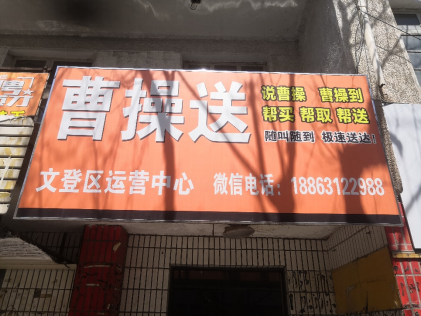 曹操送
说曹操 曹操到
帮买 帮取 帮送
随叫随到 极速送达!
文登区运营中心 微信电话:18863122988